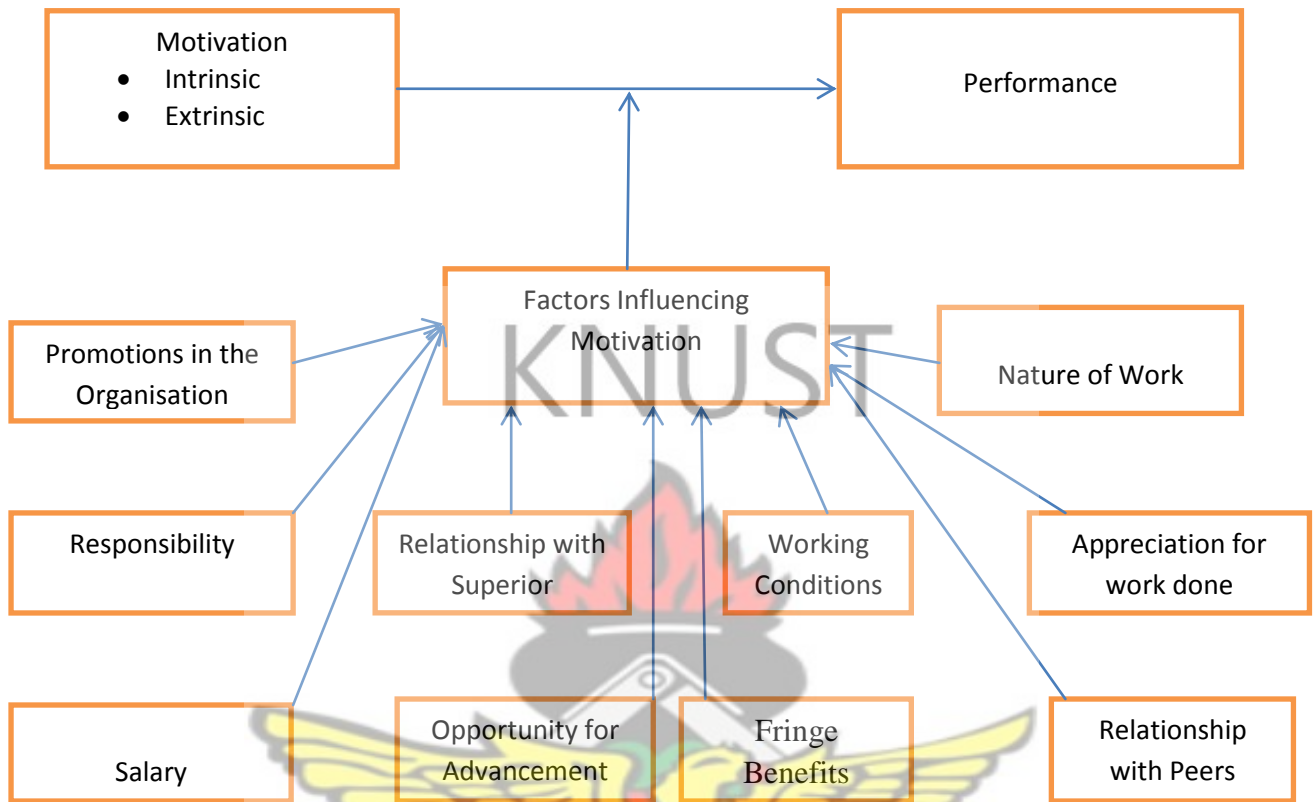 Motivation
• Intrinsic
• Extrinsic
Performance
Factors Influencing
Motivation
KNUST
Promotions in the
Organisation
Nature of Work
Responsibility
Relationship with
Superior
Working
Conditions
Appreciation for
work done
Salary
Opportunity for
Advancement
Fringe
Benefits
Relationship
with Peers